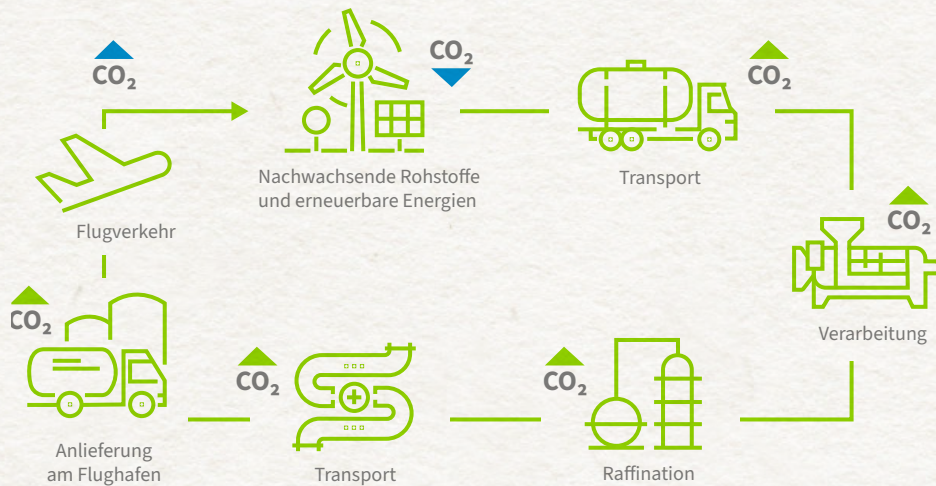 CO₂
CO₂
CO₂
Nachwachsende Rohstoffe
und erneuerbare Energien
Transport
CO₂
Flugverkehr
CO₂
Verarbeitung
CO₂
CO₂
Anlieferung
am Flughafen
Transport
Raffination